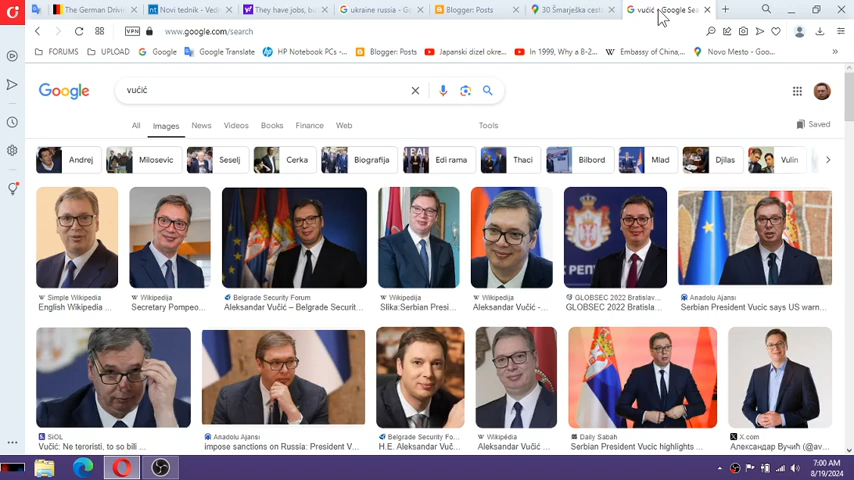 The German Drive
Novi tednik - Ved
They have jobs, bu
ukraine russia - G
Blogger: Posts
30 Šmarješka cesta
vučić - Google Sea
VPN
www.google.com/search
FORUMS
UPLOAD
Google
Google Translate
HP Notebook PCs -...
Blogger: Posts
Japanski dizel okre...
In 1999, Why a B-2...
Embassy of China,...
Novo Mesto - Goo...
Google
vučić
All
Images
News
Videos
Books
Finance
Web
Tools
Saved
Andrej
Milosevic
Seselj
Cerka
Biografija
Edi rama
Thaci
Bilbord
Mlad
Djilas
Vulin
Simple Wikipedia
English Wikipedia ...
Wikipedija
Secretary Pompeo...
Belgrade Security Forum
Aleksandar Vučić – Belgrade Securit...
Wikipedija
Slika:Serbian Presi...
Wikipedija
Aleksandar Vučić -...
GLOBSEC 2022 Bratislav...
GLOBSEC 2022 Bratisla...
Anadolu Ajansı
Serbian President Vucic says US warn...
SiOL
Vučić: Ne teroristi, to so bili ...
Anadolu Ajansı
impose sanctions on Russia: President V...
Belgrade Security Fo...
H.E. Aleksandar Vuč...
Wikipédia
Aleksandar Vučić ...
Daily Sabah
Serbian President Vucic highlights ...
X.com
Александар Вучић (@av...
7:00 AM
8/19/2024